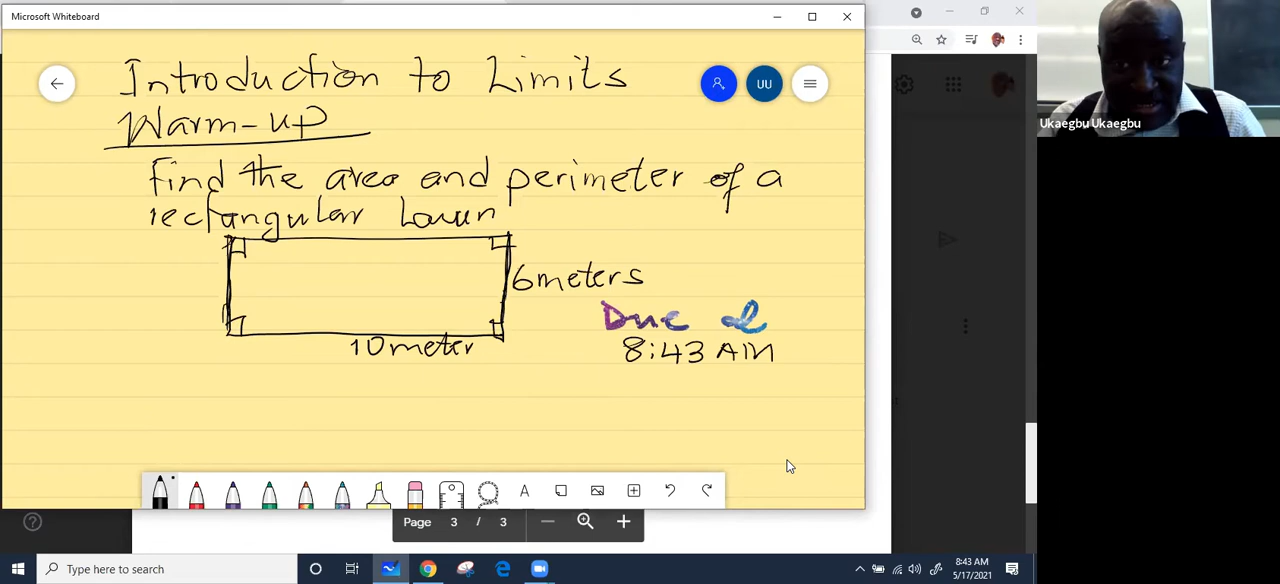 Microsoft Whiteboard
Introduction to Limits
UU
Warm-up
Ukaegbu Ukaegbu
Find the area and perimeter of a
rectangular Lawn
6meters
Due
8:43 AM
10meter
A
Page 3 / 3
Type here to search
8:43 AM
5/17/2021